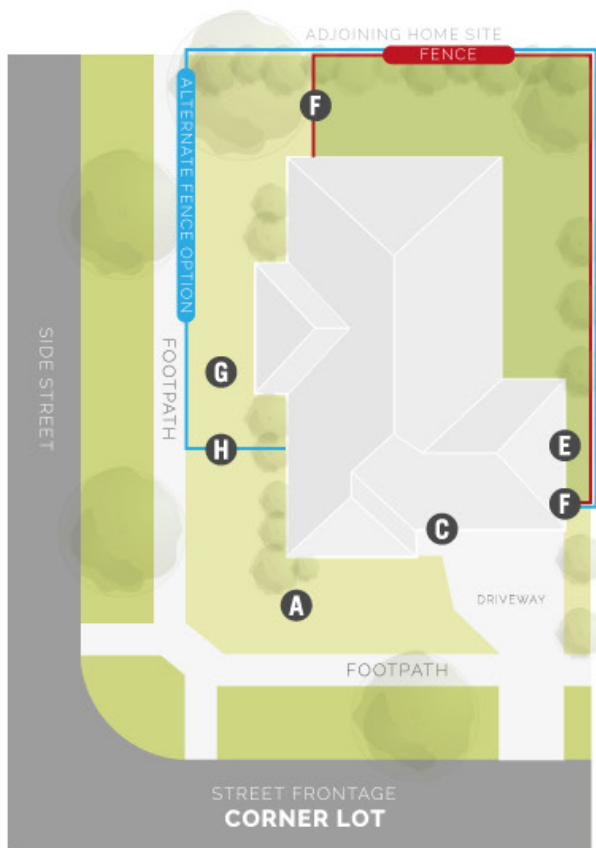 ADJOINING HOME SITE
FENCE
F
ALTERNATE FENCE OPTION
SIDE STREET
FOOTPATH
G
H
E
F
C
A
DRIVEWAY
FOOTPATH
STREET FRONTAGE
CORNER LOT